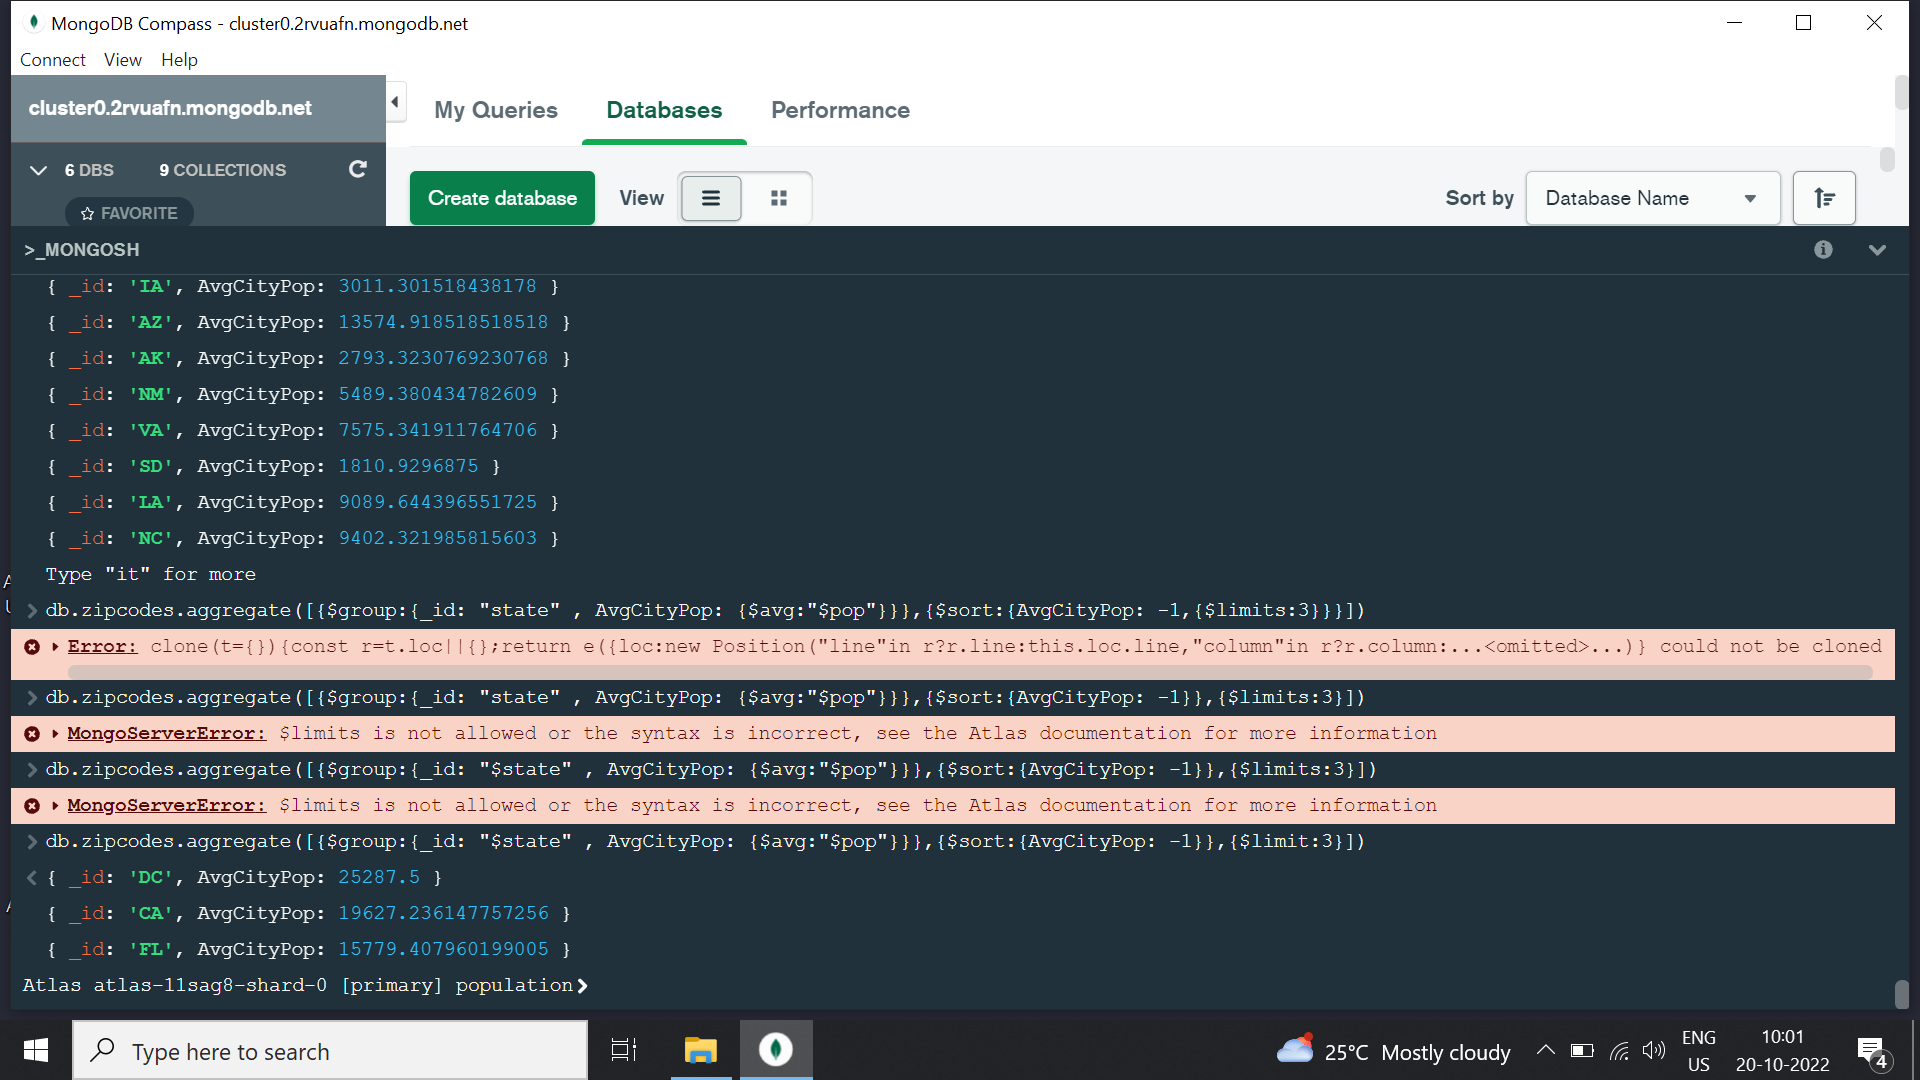 MongoDB Compass - cluster0.2rvuafn.mongodb.net
Connect View Help
cluster0.2rvuafn.mongodb.net
My Queries Databases Performance
6 DBS 9 COLLECTIONS
FAVORITE
Create database View Sort by Database Name
>_MONGOSH
{ _id: 'IA', AvgCityPop: 3011.301518438178 }
{ _id: 'AZ', AvgCityPop: 13574.918518518518 }
{ _id: 'AK', AvgCityPop: 2793.3230769230768 }
{ _id: 'NM', AvgCityPop: 5489.380434782609 }
{ _id: 'VA', AvgCityPop: 7575.341911764706 }
{ _id: 'SD', AvgCityPop: 1810.9296875 }
{ _id: 'LA', AvgCityPop: 9089.644396551725 }
{ _id: 'NC', AvgCityPop: 9402.321985815603 }
Type "it" for more
db.zipcodes.aggregate([{$group:{_id: "state" , AvgCityPop: {$avg:"$pop"}}},{$sort:{AvgCityPop: -1,{$limits:3}}}])
Error: clone(t={}){const r=t.loc||{};return e({loc:new Position("line"in r?r.line:this.loc.line,"column"in r?r.column:...<omitted>...)} could not be cloned
db.zipcodes.aggregate([{$group:{_id: "state" , AvgCityPop: {$avg:"$pop"}}},{$sort:{AvgCityPop: -1}},{$limits:3}])
MongoServerError: $limits is not allowed or the syntax is incorrect, see the Atlas documentation for more information
db.zipcodes.aggregate([{$group:{_id: "$state" , AvgCityPop: {$avg:"$pop"}}},{$sort:{AvgCityPop: -1}},{$limits:3}])
MongoServerError: $limits is not allowed or the syntax is incorrect, see the Atlas documentation for more information
db.zipcodes.aggregate([{$group:{_id: "$state" , AvgCityPop: {$avg:"$pop"}}},{$sort:{AvgCityPop: -1}},{$limit:3}])
{ _id: 'DC', AvgCityPop: 25287.5 }
{ _id: 'CA', AvgCityPop: 19627.236147757256 }
{ _id: 'FL', AvgCityPop: 15779.407960199005 }
Atlas atlas-11sag8-shard-0 [primary] population>
Type here to search
25°C Mostly cloudy
ENG
US
10:01
20-10-2022
4